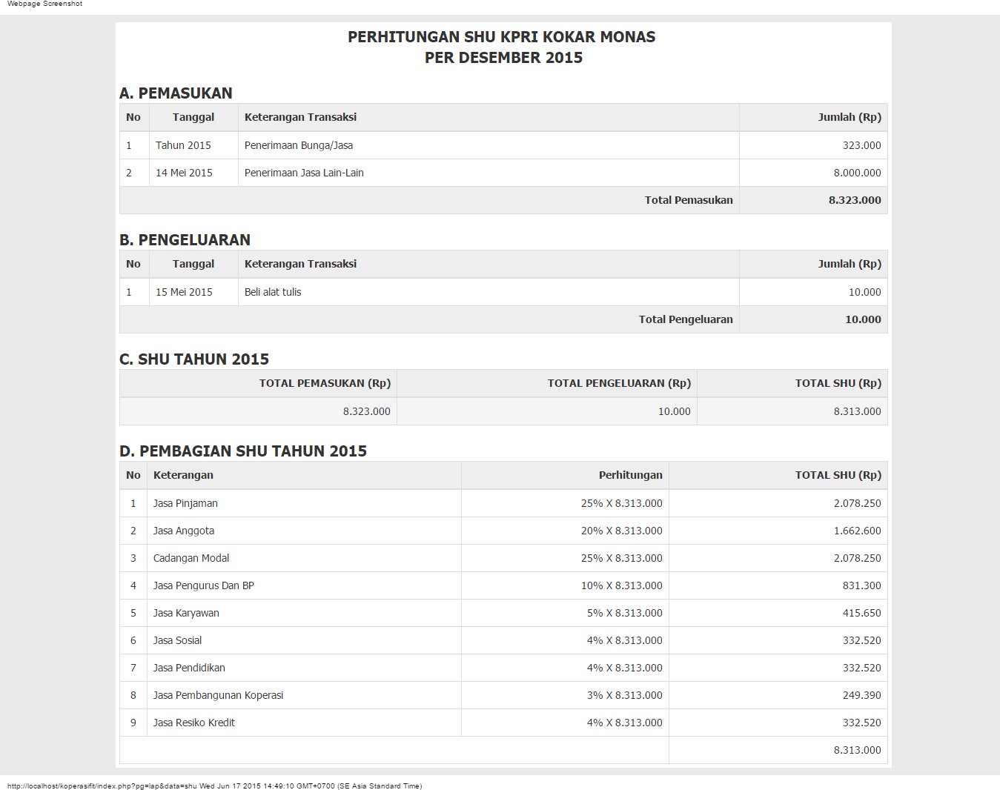 Webpage Screenshot
PERHITUNGAN SHU KPRI KOKAR MONAS
PER DESEMBER 2015
A. PEMASUKAN
No Tanggal Keterangan Transaksi Jumlah (Rp)
1 Tahun 2015 Penerimaan Bunga/Jasa 323.000
2 14 Mei 2015 Penerimaan Jasa Lain-Lain 8.000.000
Total Pemasukan 8.323.000
B. PENGELUARAN
No Tanggal Keterangan Transaksi Jumlah (Rp)
1 15 Mei 2015 Beli alat tulis 10.000
Total Pengeluaran 10.000
C. SHU TAHUN 2015
TOTAL PEMASUKAN (Rp) TOTAL PENGELUARAN (Rp) TOTAL SHU (Rp)
8.323.000 10.000 8.313.000
D. PEMBAGIAN SHU TAHUN 2015
No Keterangan Perhitungan TOTAL SHU (Rp)
1 Jasa Pinjaman 25% X 8.313.000 2.078.250
2 Jasa Anggota 20% X 8.313.000 1.662.600
3 Cadangan Modal 25% X 8.313.000 2.078.250
4 Jasa Pengurus Dan BP 10% X 8.313.000 831.300
5 Jasa Karyawan 5% X 8.313.000 415.650
6 Jasa Sosial 4% X 8.313.000 332.520
7 Jasa Pendidikan 4% X 8.313.000 332.520
8 Jasa Pembangunan Koperasi 3% X 8.313.000 249.390
9 Jasa Resiko Kredit 4% X 8.313.000 332.520
8.313.000
http://localhost/koperasifit/index.php?pg=lap&data=shu Wed Jun 17 2015 14:49:10 GMT+0700 (SE Asia Standard Time)